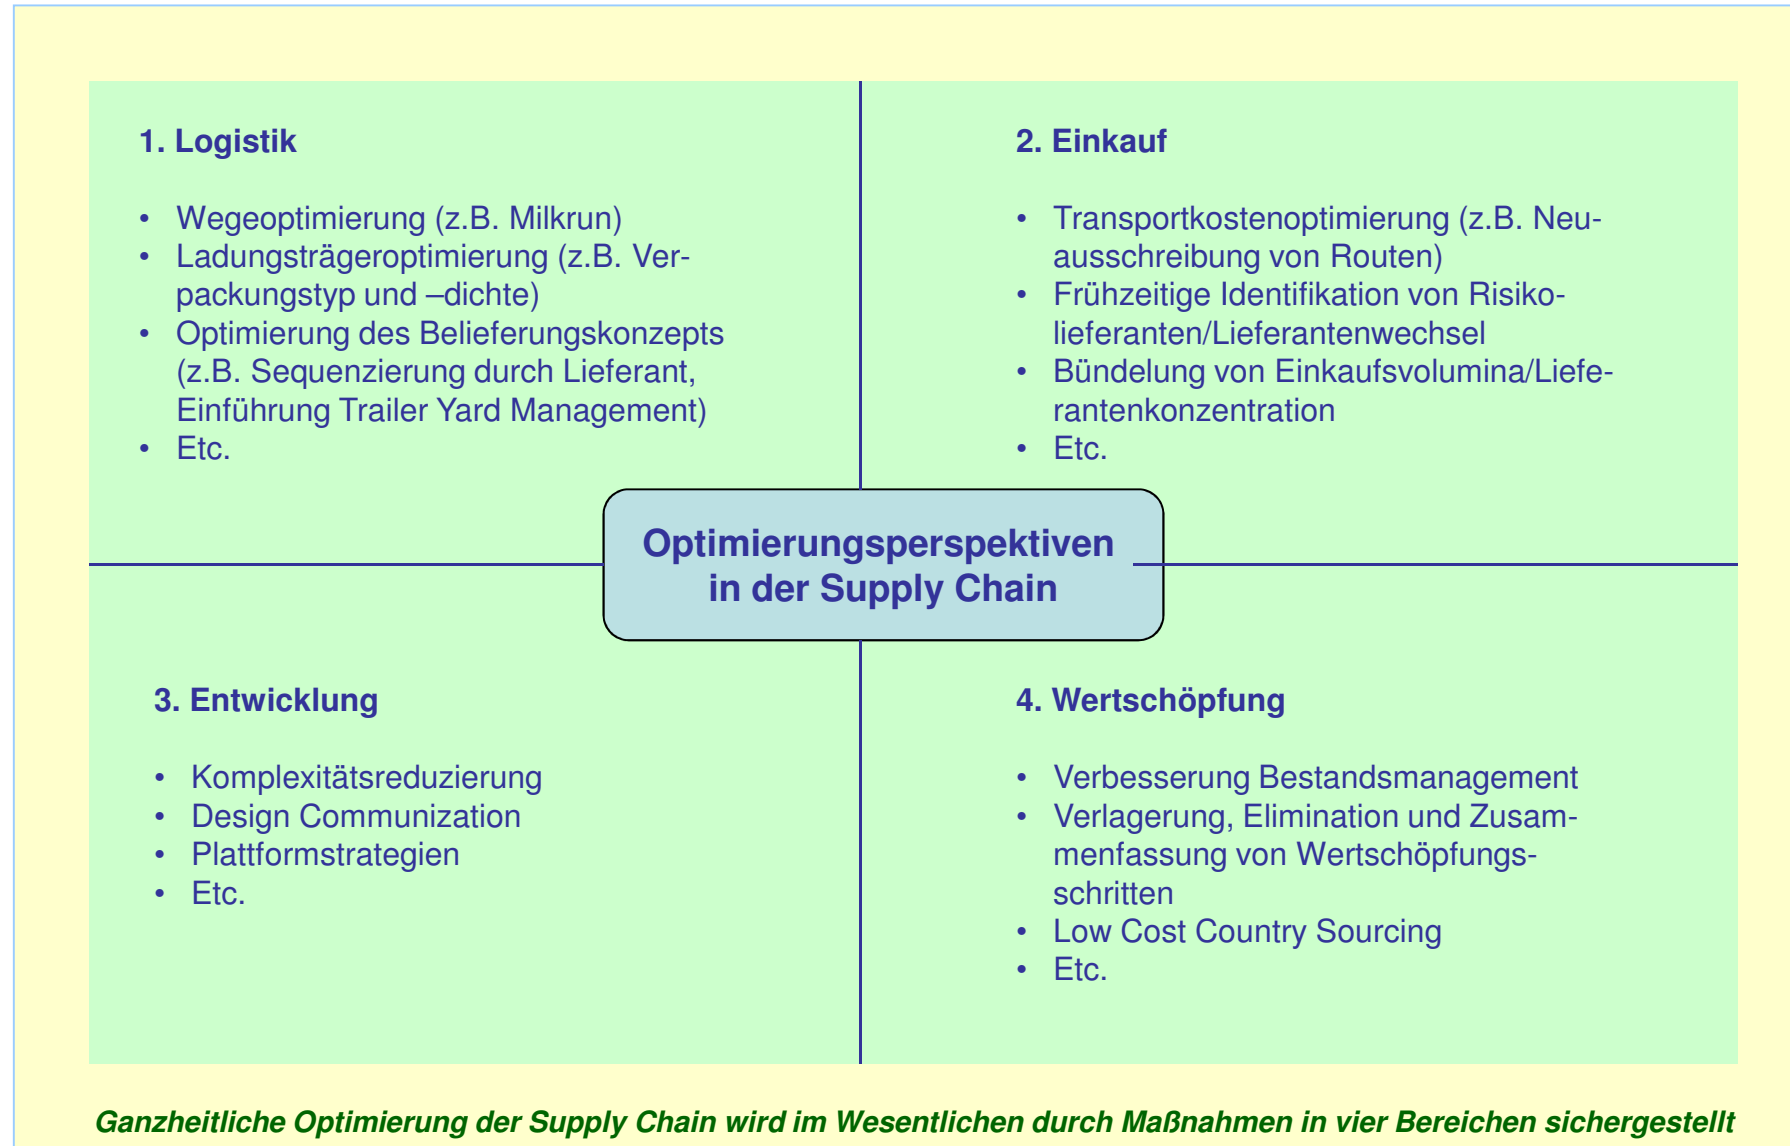 1. Logistik
• Wegeoptimierung (z.B. Milkrun)
• Ladungsträgeroptimierung (z.B. Ver-
packungstyp und –dichte)
• Optimierung des Belieferungskonzepts
(z.B. Sequenzierung durch Lieferant,
Einführung Trailer Yard Management)
• Etc.
2. Einkauf
• Transportkostenoptimierung (z.B. Neu-
ausschreibung von Routen)
• Frühzeitige Identifikation von Risiko-
lieferanten/Lieferantenwechsel
• Bündelung von Einkaufsvolumina/Liefe-
rantenkonzentration
• Etc.
Optimierungsperspektiven
in der Supply Chain
3. Entwicklung
• Komplexitätsreduzierung
• Design Communization
• Plattformstrategien
• Etc.
4. Wertschöpfung
• Verbesserung Bestandsmanagement
• Verlagerung, Elimination und Zusam-
menfassung von Wertschöpfungs-
schritten
• Low Cost Country Sourcing
• Etc.
Ganzheitliche Optimierung der Supply Chain wird im Wesentlichen durch Maßnahmen in vier Bereichen sichergestellt